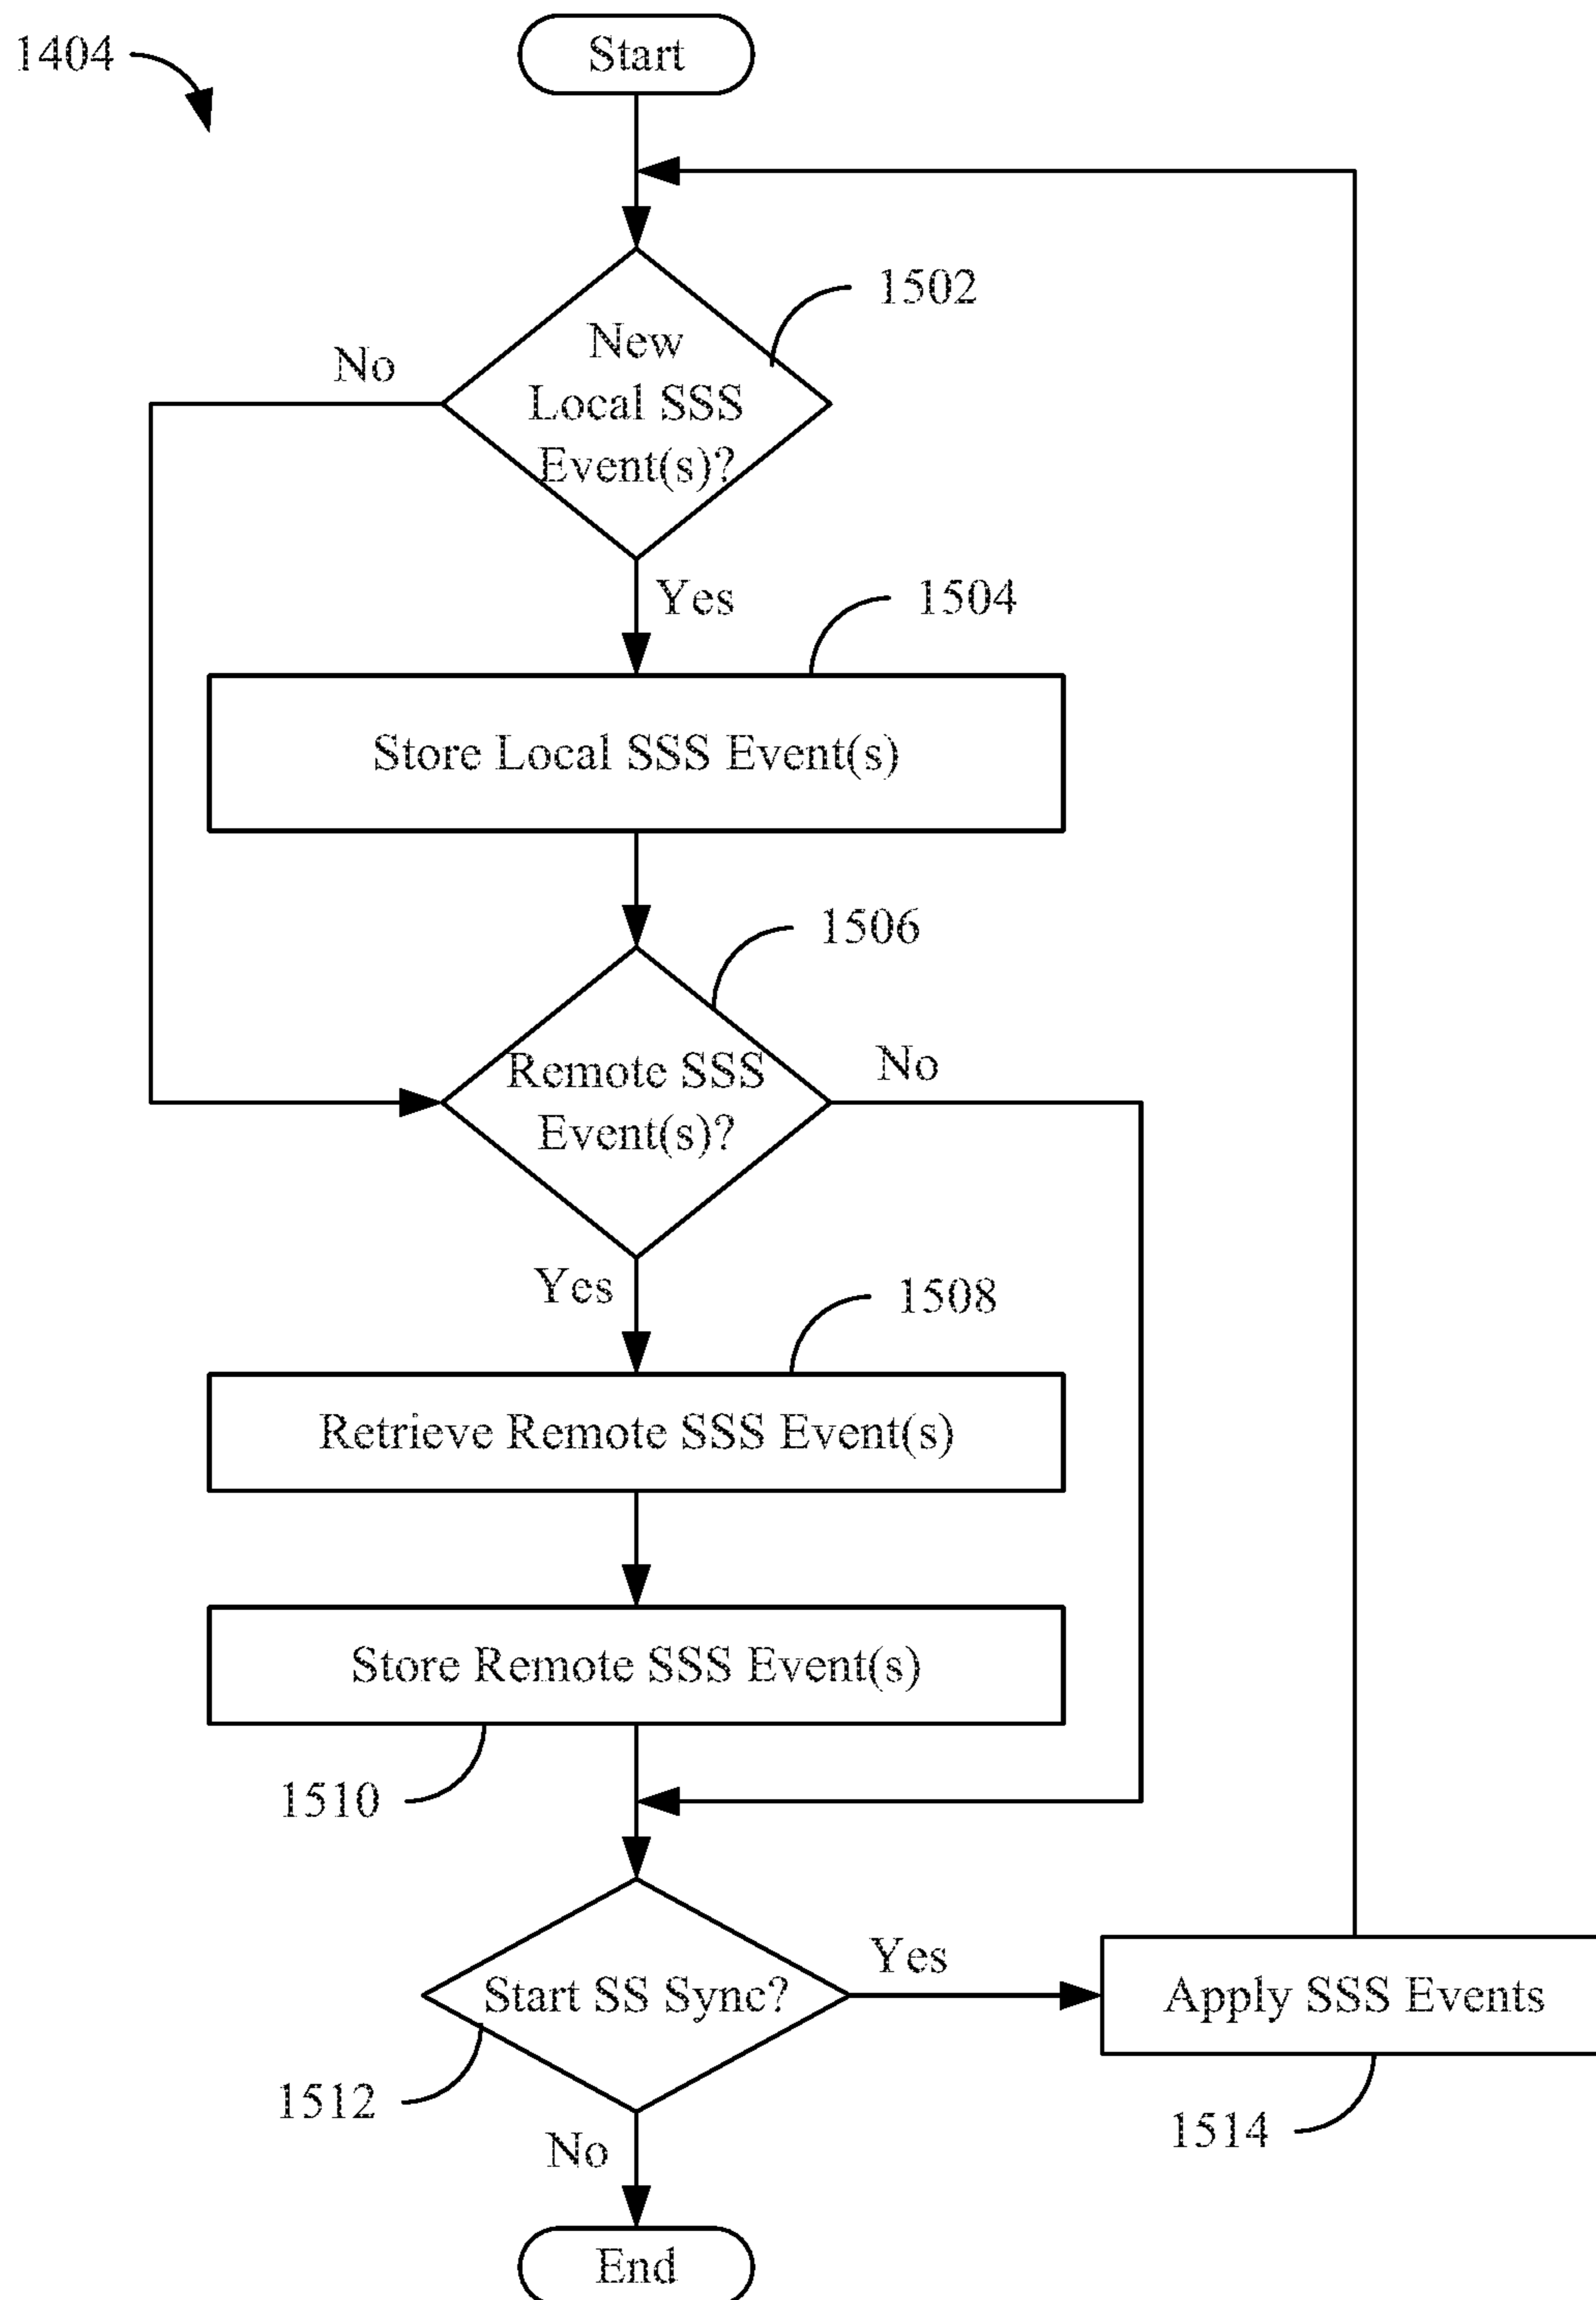 1404
Start
1502
No
New
Local SSS
Event(s)?
Yes
1504
Store Local SSS Event(s)
1506
Remote SSS
Event(s)?
No
Yes
1508
Retrieve Remote SSS Event(s)
Store Remote SSS Event(s)
1510
Start SS Sync?
Yes
Apply SSS Events
1512
1514
No
End